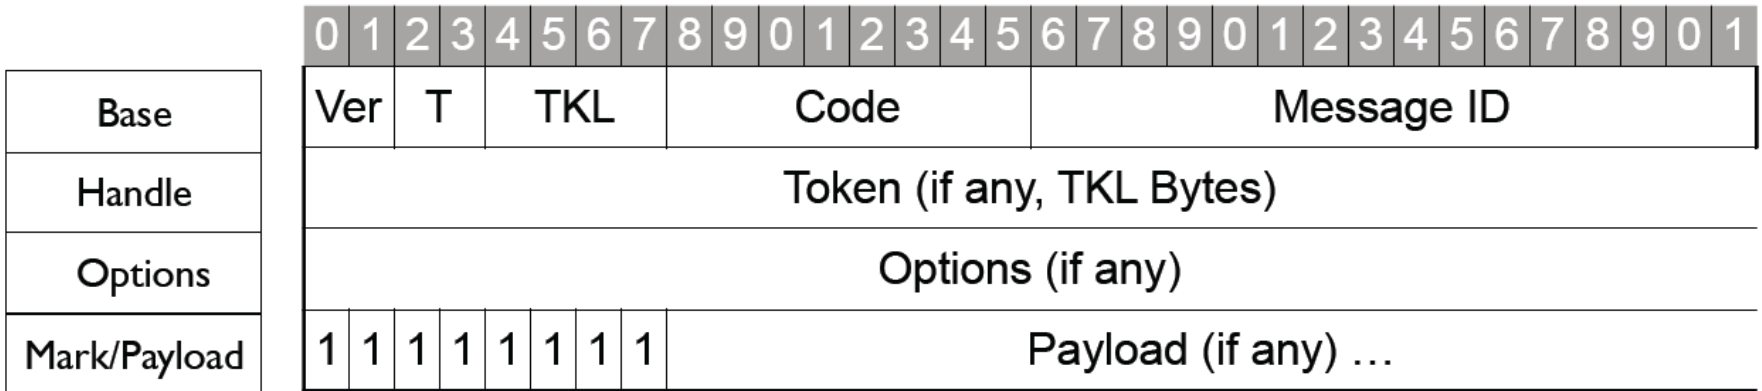 0 1 2 3 4 5 6 7 8 9 0 1 2 3 4 5 6 7 8 9 0 1 2 3 4 5 6 7 8 9 0 1
Base Ver T TKL Code Message ID
Handle Token (if any, TKL Bytes)
Options Options (if any)
Mark/Payload 1 1 1 1 1 1 1 1 Payload (if any) ...